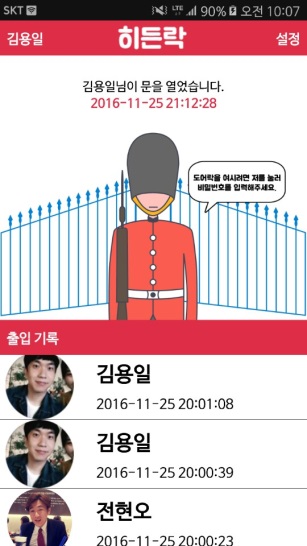 SKT LTE 90% 오전 10:07
김용일 히든락 설정
김용일님이 문을 열었습니다.
2016-11-25 21:12:28
도어락을 여시려면 저를 눌러
비밀번호를 입력해주세요.
출입 기록
김용일
2016-11-25 20:01:08
김용일
2016-11-25 20:00:39
전현오
2016-11-25 20:00:23